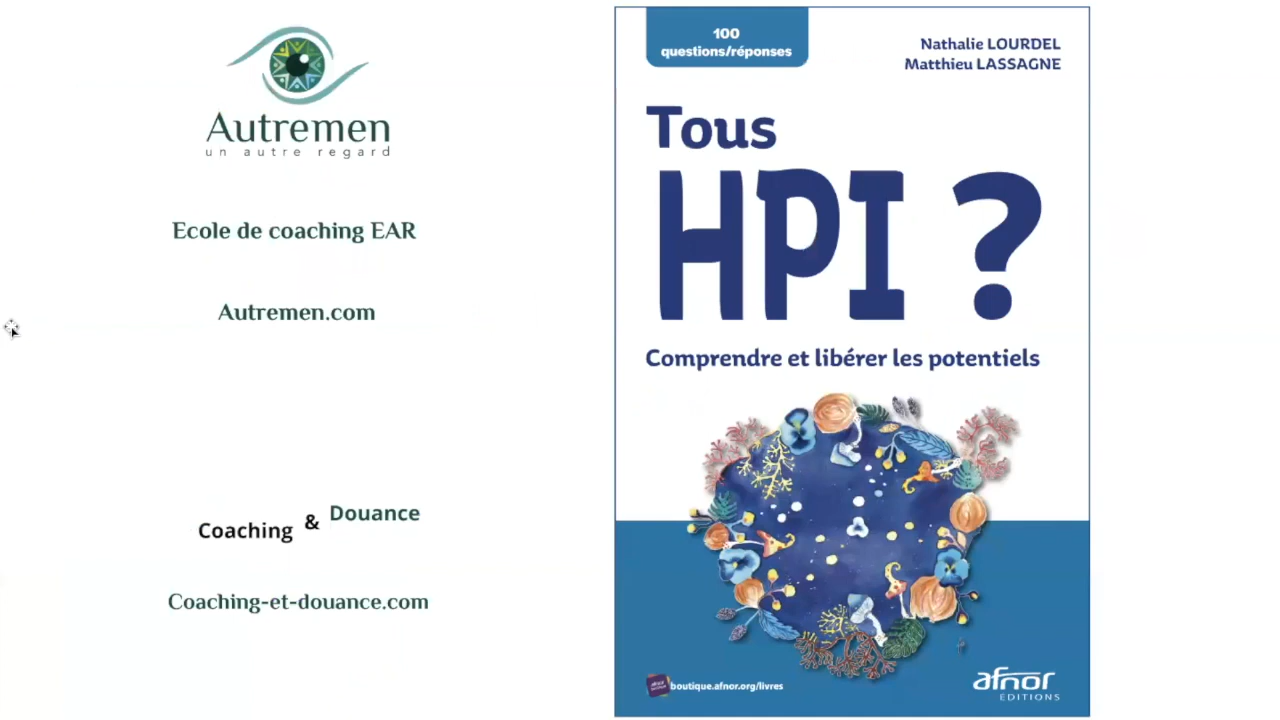 Autremen
un autre regard
Ecole de coaching EAR
Autremen.com
Coaching & Douance
Coaching-et-douance.com
100
questions/réponses
Nathalie LOURDEL
Matthieu LASSAGNE
Tous
HPI ?
Comprendre et libérer les potentiels
boutique.afnor.org/livres
afnor
ÉDITIONS